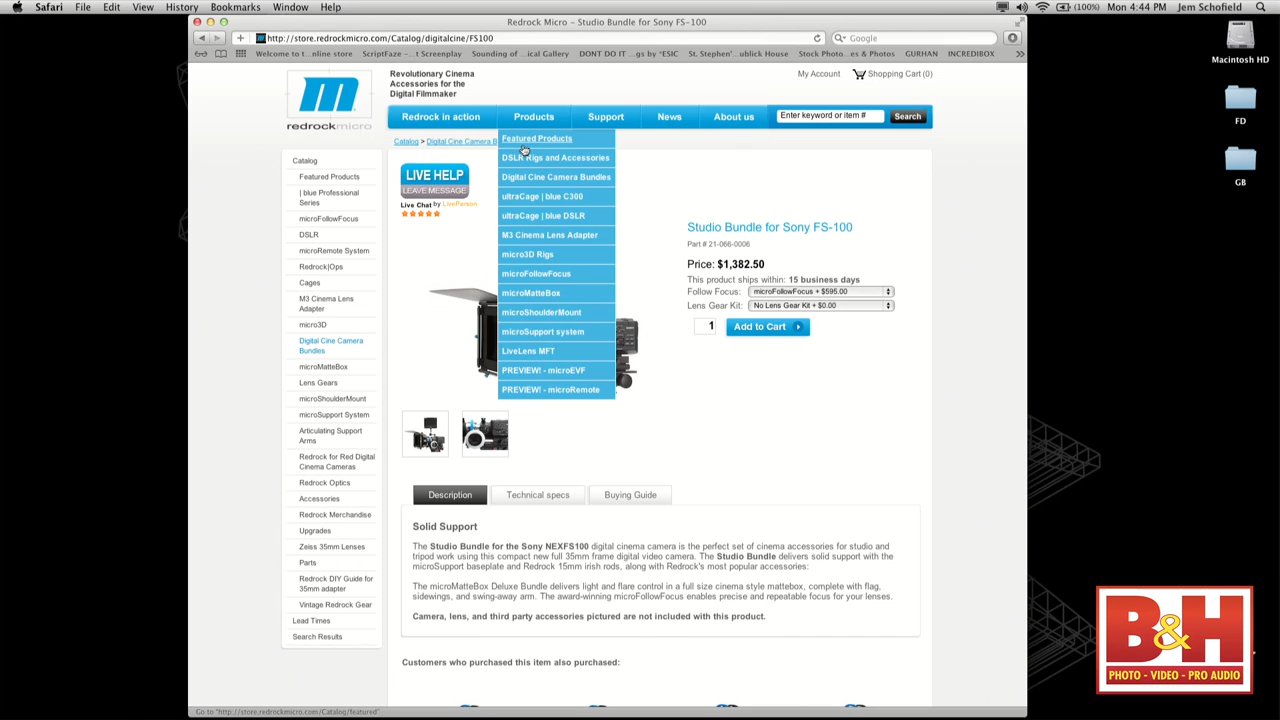 Safari File Edit View History Bookmarks Window Help
(100%) Mon 4:44 PM Jem Schofield
Redrock Micro – Studio Bundle for Sony FS-100
http://store.redrockmicro.com/Catalog/digitalcine/FS100
Google
Welcome to t...nline store ScriptFaze –...t Screenplay Sounding of...ical Gallery DONT DO IT ...gs by *ESIC St. Stephen'...ublick House Stock Photo...es & Photos GURHAN INCREDIBOX
Macintosh HD
FD
GB
redrockmicro
Revolutionary Cinema
Accessories for the
Digital Filmmaker
My Account Shopping Cart (0)
Redrock in action Products Support News About us Enter keyword or item # Search
Catalog > Digital Cine Camera B
Catalog
Featured Products
| blue Professional
Series
microFollowFocus
DSLR
microRemote System
Redrock|Ops
Cages
M3 Cinema Lens
Adapter
micro3D
Digital Cine Camera
Bundles
microMatteBox
Lens Gears
microShoulderMount
microSupport System
Articulating Support
Arms
Redrock for Red Digital
Cinema Cameras
Redrock Optics
Accessories
Redrock Merchandise
Upgrades
Zeiss 35mm Lenses
Parts
Redrock DIY Guide for
35mm adapter
Vintage Redrock Gear
Lead Times
Search Results
LIVE HELP
LEAVE MESSAGE
Live Chat by LivePerson
Featured Products
DSLR Rigs and Accessories
Digital Cine Camera Bundles
ultraCage | blue C300
ultraCage | blue DSLR
M3 Cinema Lens Adapter
micro3D Rigs
microFollowFocus
microMatteBox
microShoulderMount
microSupport system
LiveLens MFT
PREVIEW! - microEVF
PREVIEW! - microRemote
Studio Bundle for Sony FS-100
Part # 21-066-0006
Price: $1,382.50
This product ships within: 15 business days
Follow Focus: microFollowFocus + $595.00
Lens Gear Kit: No Lens Gear Kit + $0.00
1 Add to Cart
Description Technical specs Buying Guide
Solid Support
The Studio Bundle for the Sony NEXFS100 digital cinema camera is the perfect set of cinema accessories for studio and
tripod work using this compact new full 35mm frame digital video camera. The Studio Bundle delivers solid support with the
microSupport baseplate and Redrock 15mm irish rods, along with Redrock's most popular accessories:
The microMatteBox Deluxe Bundle delivers light and flare control in a full size cinema style mattebox, complete with flag,
sidewings, and swing-away arm. The award-winning microFollowFocus enables precise and repeatable focus for your lenses.
Camera, lens, and third party accessories pictured are not included with this product.
Customers who purchased this item also purchased:
Go to "http://store.redrockmicro.com/Catalog/featured"
B&H
PHOTO - VIDEO - PRO AUDIO